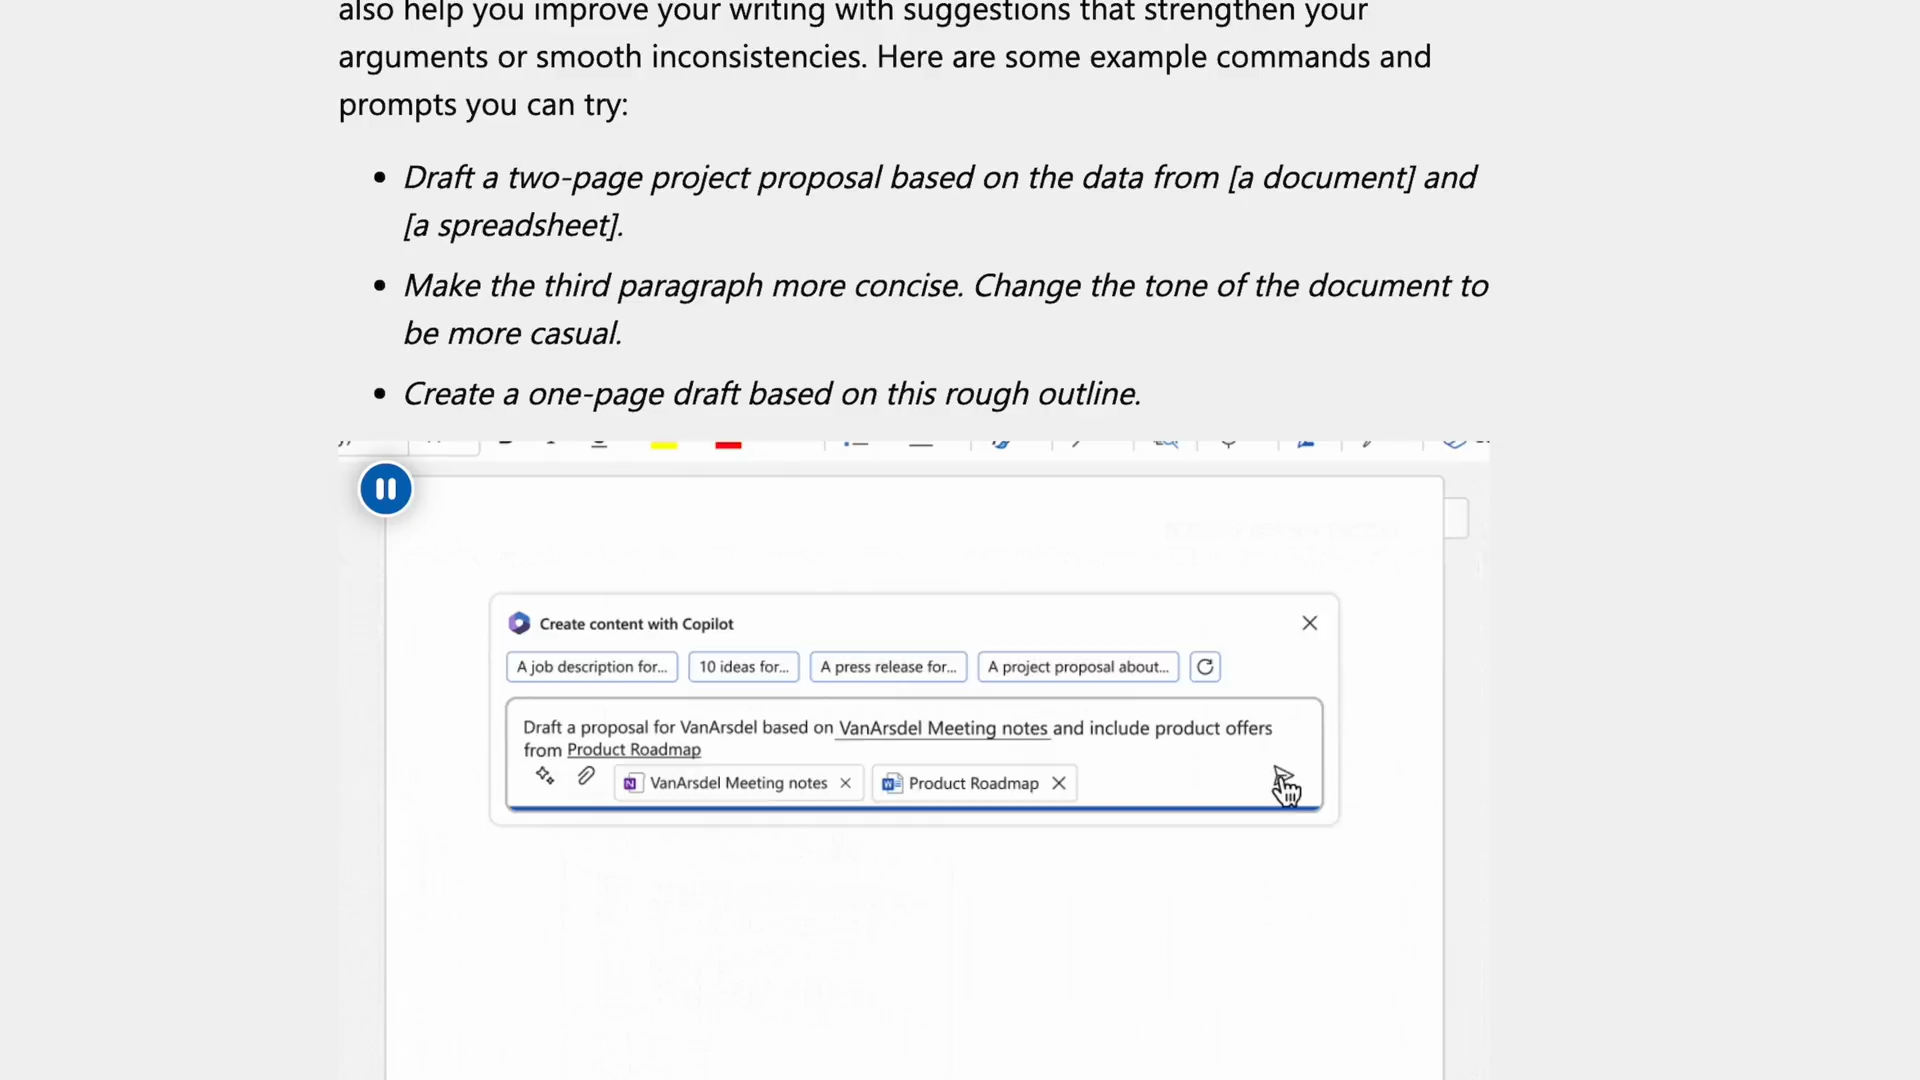 also help you improve your writing with suggestions that strengthen your
arguments or smooth inconsistencies. Here are some example commands and
prompts you can try:
Draft a two-page project proposal based on the data from [a document] and
[a spreadsheet].
Make the third paragraph more concise. Change the tone of the document to
be more casual.
Create a one-page draft based on this rough outline.
Create content with Copilot
A job description for... 10 ideas for... A press release for... A project proposal about...
Draft a proposal for VanArsdel based on VanArsdel Meeting notes and include product offers
from Product Roadmap
VanArsdel Meeting notes Product Roadmap